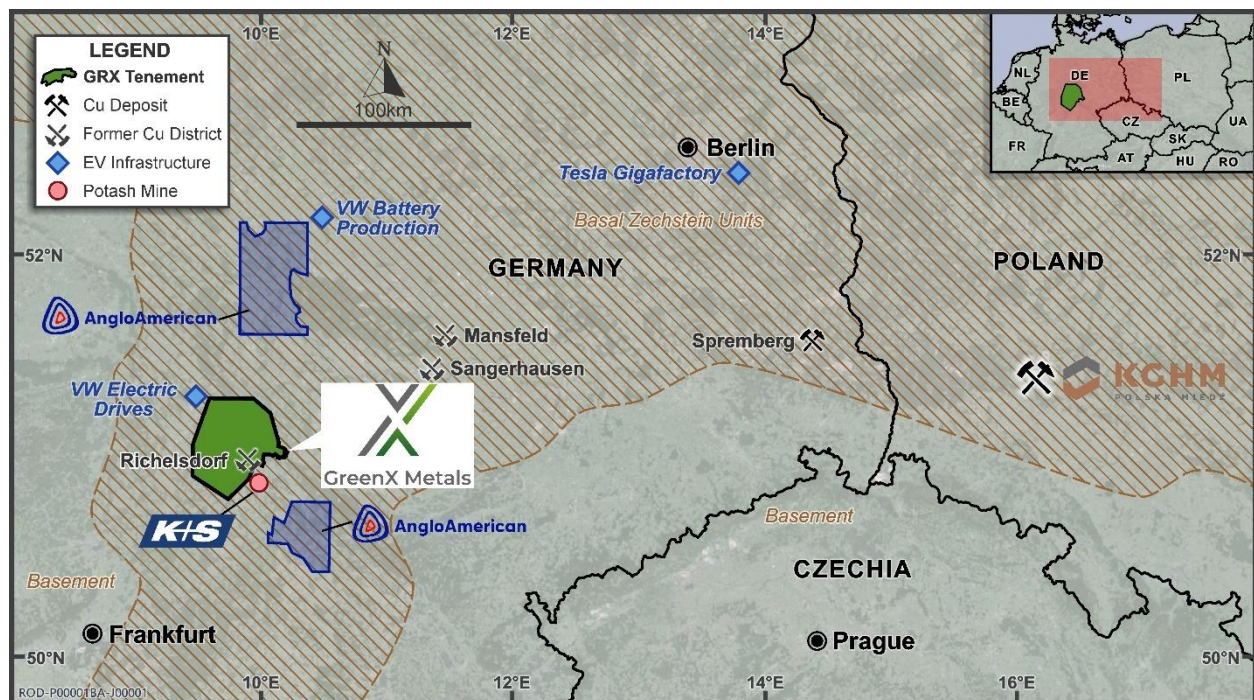 LEGEND
GRX Tenement
Cu Deposit
Former Cu District
EV Infrastructure
Potash Mine
10°E
12°E
14°E
N
100km
NL
DE
PL
BE
CZ
UA
FR
SK
AT
HU
RO
Berlin
Tesla Gigafactory
VW Battery
Production
Basal Zechstein Units
52°N
GERMANY
POLAND
52°N
AngloAmerican
Mansfeld
Sangerhausen
Spremberg
KGHM
POLSKA MIEDŹ
VW Electric
Drives
Richelsdorf
GreenX Metals
K+S
AngloAmerican
Basement
Basement
CZECHIA
Frankfurt
Prague
50°N
50°N
ROD-P00001BA-J00001
10°E
12°E
14°E
16°E